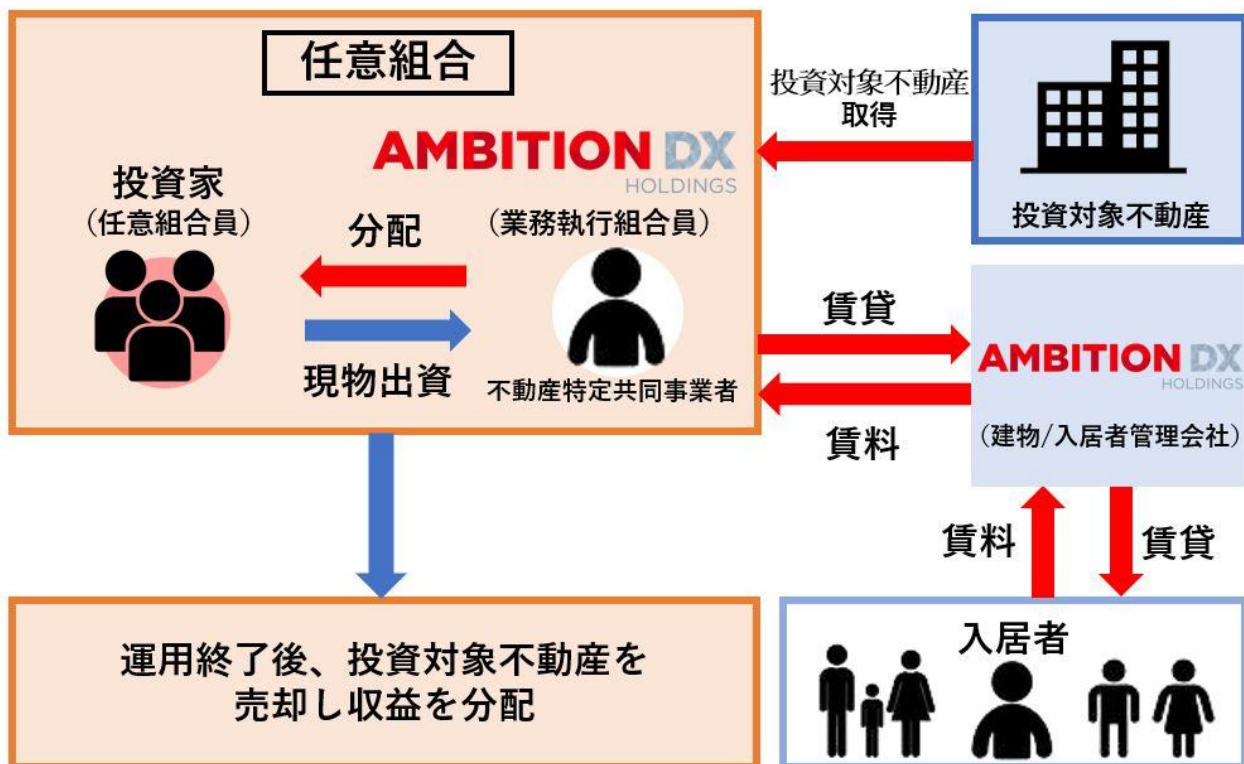 任意組合
AMBITION DX
HOLDINGS
投資家
(任意組合員)
分配
(業務執行組合員)
現物出資
不動産特定共同事業者
投資対象不動産
取得
投資対象不動産
賃貸
賃料
AMBITION DX
HOLDINGS
(建物/入居者管理会社)
賃料
賃貸
運用終了後、投資対象不動産を
売却し収益を分配
入居者